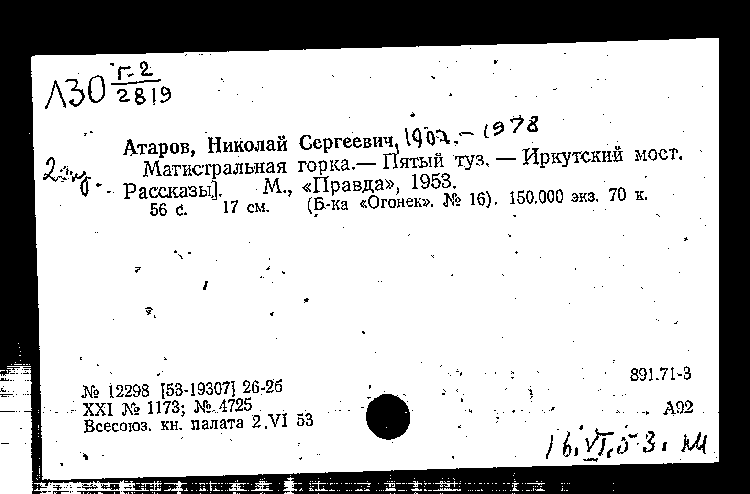 Л30 Г-2/2819
Атаров, Николай Сергеевич, 1907.-1978
2 экз.
Магистральная горка.— Пятый туз. — Иркутский мост.
Рассказы]. М., «Правда», 1953.
56 с. 17 см. (Б-ка «Огонек». № 16). 150.000 экз. 70 к.
891.71-3
№ 12298 [53-19307] 26-26
XXI № 1173; № 4725
А92
Всесоюз. кн. палата 2.VI 53
16.VI.53.